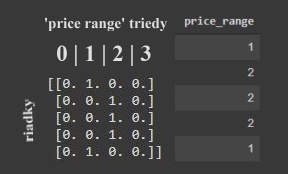 'price range' triedy
0 | 1 | 2 | 3
riadky
[[0. 1. 0. 0.]
[0. 0. 1. 0.]
[0. 0. 1. 0.]
[0. 0. 1. 0.]
[0. 1. 0. 0.]]
price_range
1
2
2
2
1